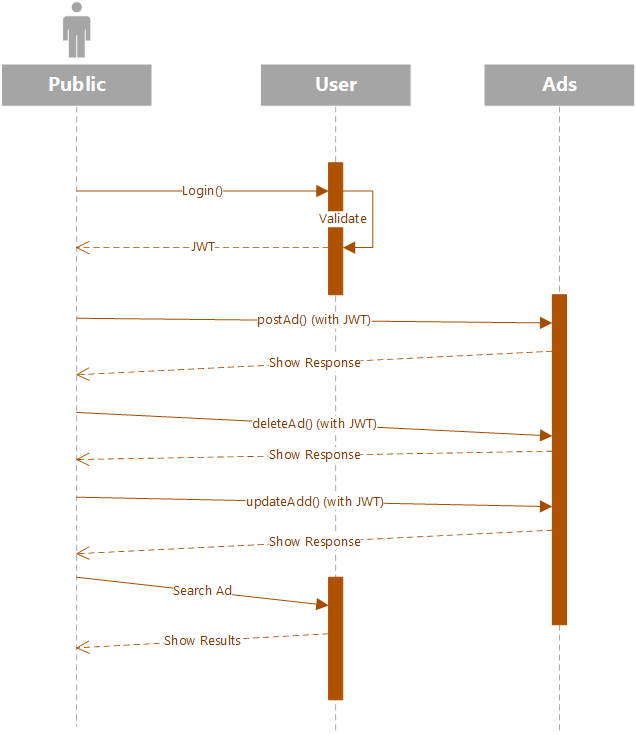 Public
User
Ads
Login()
Validate
JWT
postAd() (with JWT)
Show Response
deleteAd() (with JWT)
Show Response
updateAdd() (with JWT)
Show Response
Search Ad
Show Results